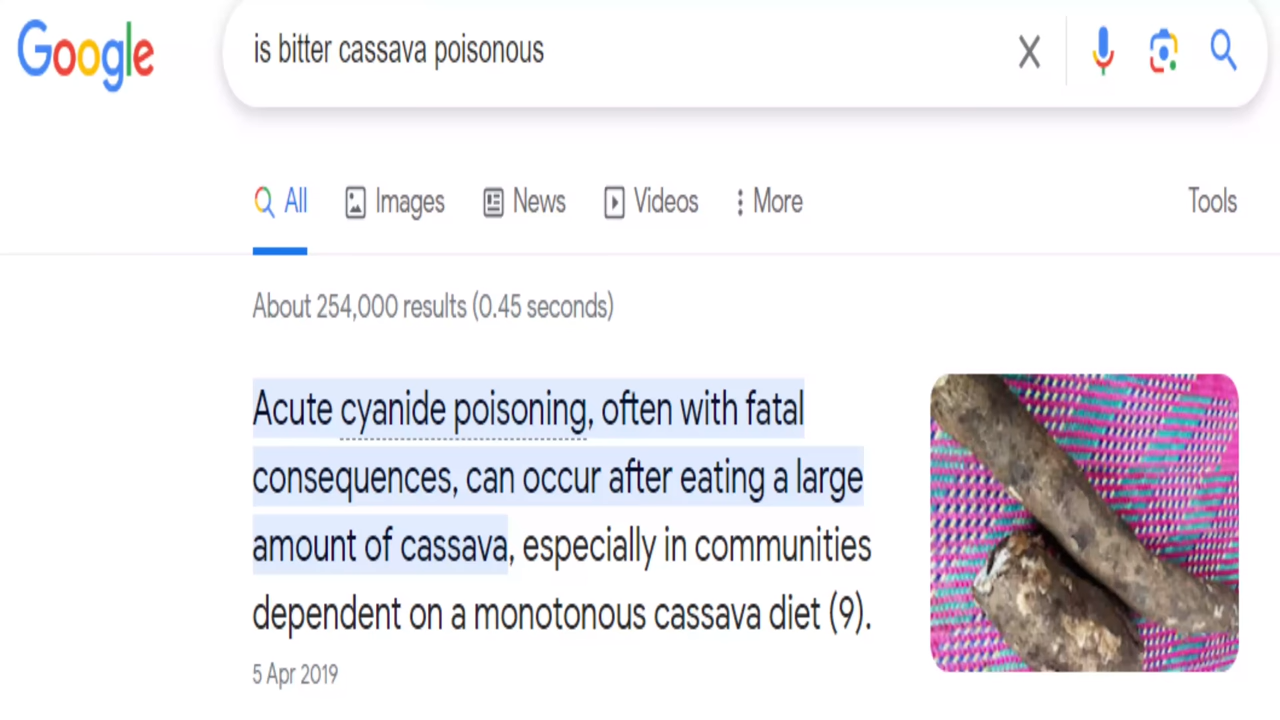 Google
is bitter cassava poisonous
All Images News Videos More Tools
About 254,000 results (0.45 seconds)
Acute cyanide poisoning, often with fatal
consequences, can occur after eating a large
amount of cassava, especially in communities
dependent on a monotonous cassava diet (9).
5 Apr 2019